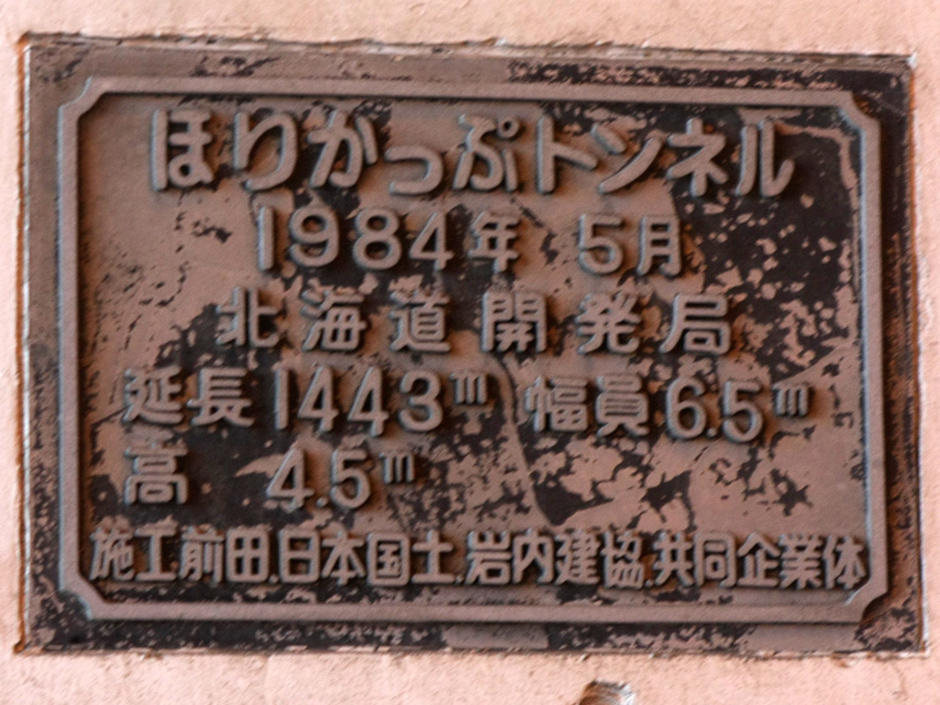 ほりかっぷトンネル
1984年 5月
北海道開発局
延長1443m 幅員6.5m
高 4.5m
施工.前田.日本国土.岩内建協.共同企業体